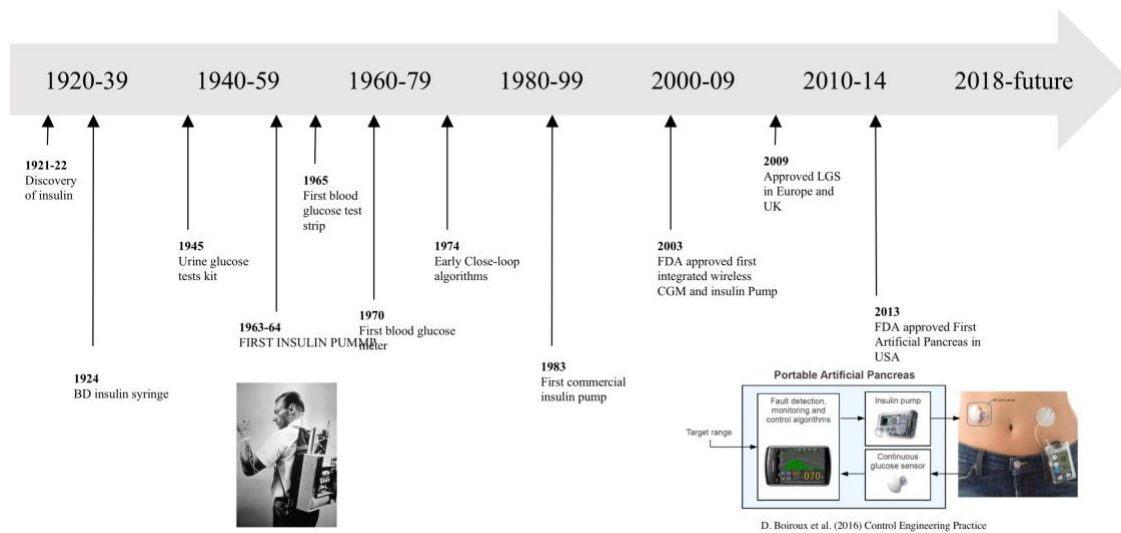 1920-39
1940-59
1960-79
1980-99
2000-09
2010-14
2018-future
1921-22
Discovery
of insulin
1924
BD insulin syringe
1945
Urine glucose
tests kit
1963-64
FIRST INSULIN PUMMP
1965
First blood
glucose test
strip
1970
First blood glucose
meter
1974
Early Close-loop
algorithms
1983
First commercial
insulin pump
2003
FDA approved first
integrated wireless
CGM and insulin Pump
2009
Approved LGS
in Europe and
UK
2013
FDA approved First
Artificial Pancreas in
USA
Portable Artificial Pancreas
Target range
Fault detection,
monitoring and
control algorithms
070
Insulin pump
Continuous
glucose sensor
D. Boiroux et al. (2016) Control Engineering Practice